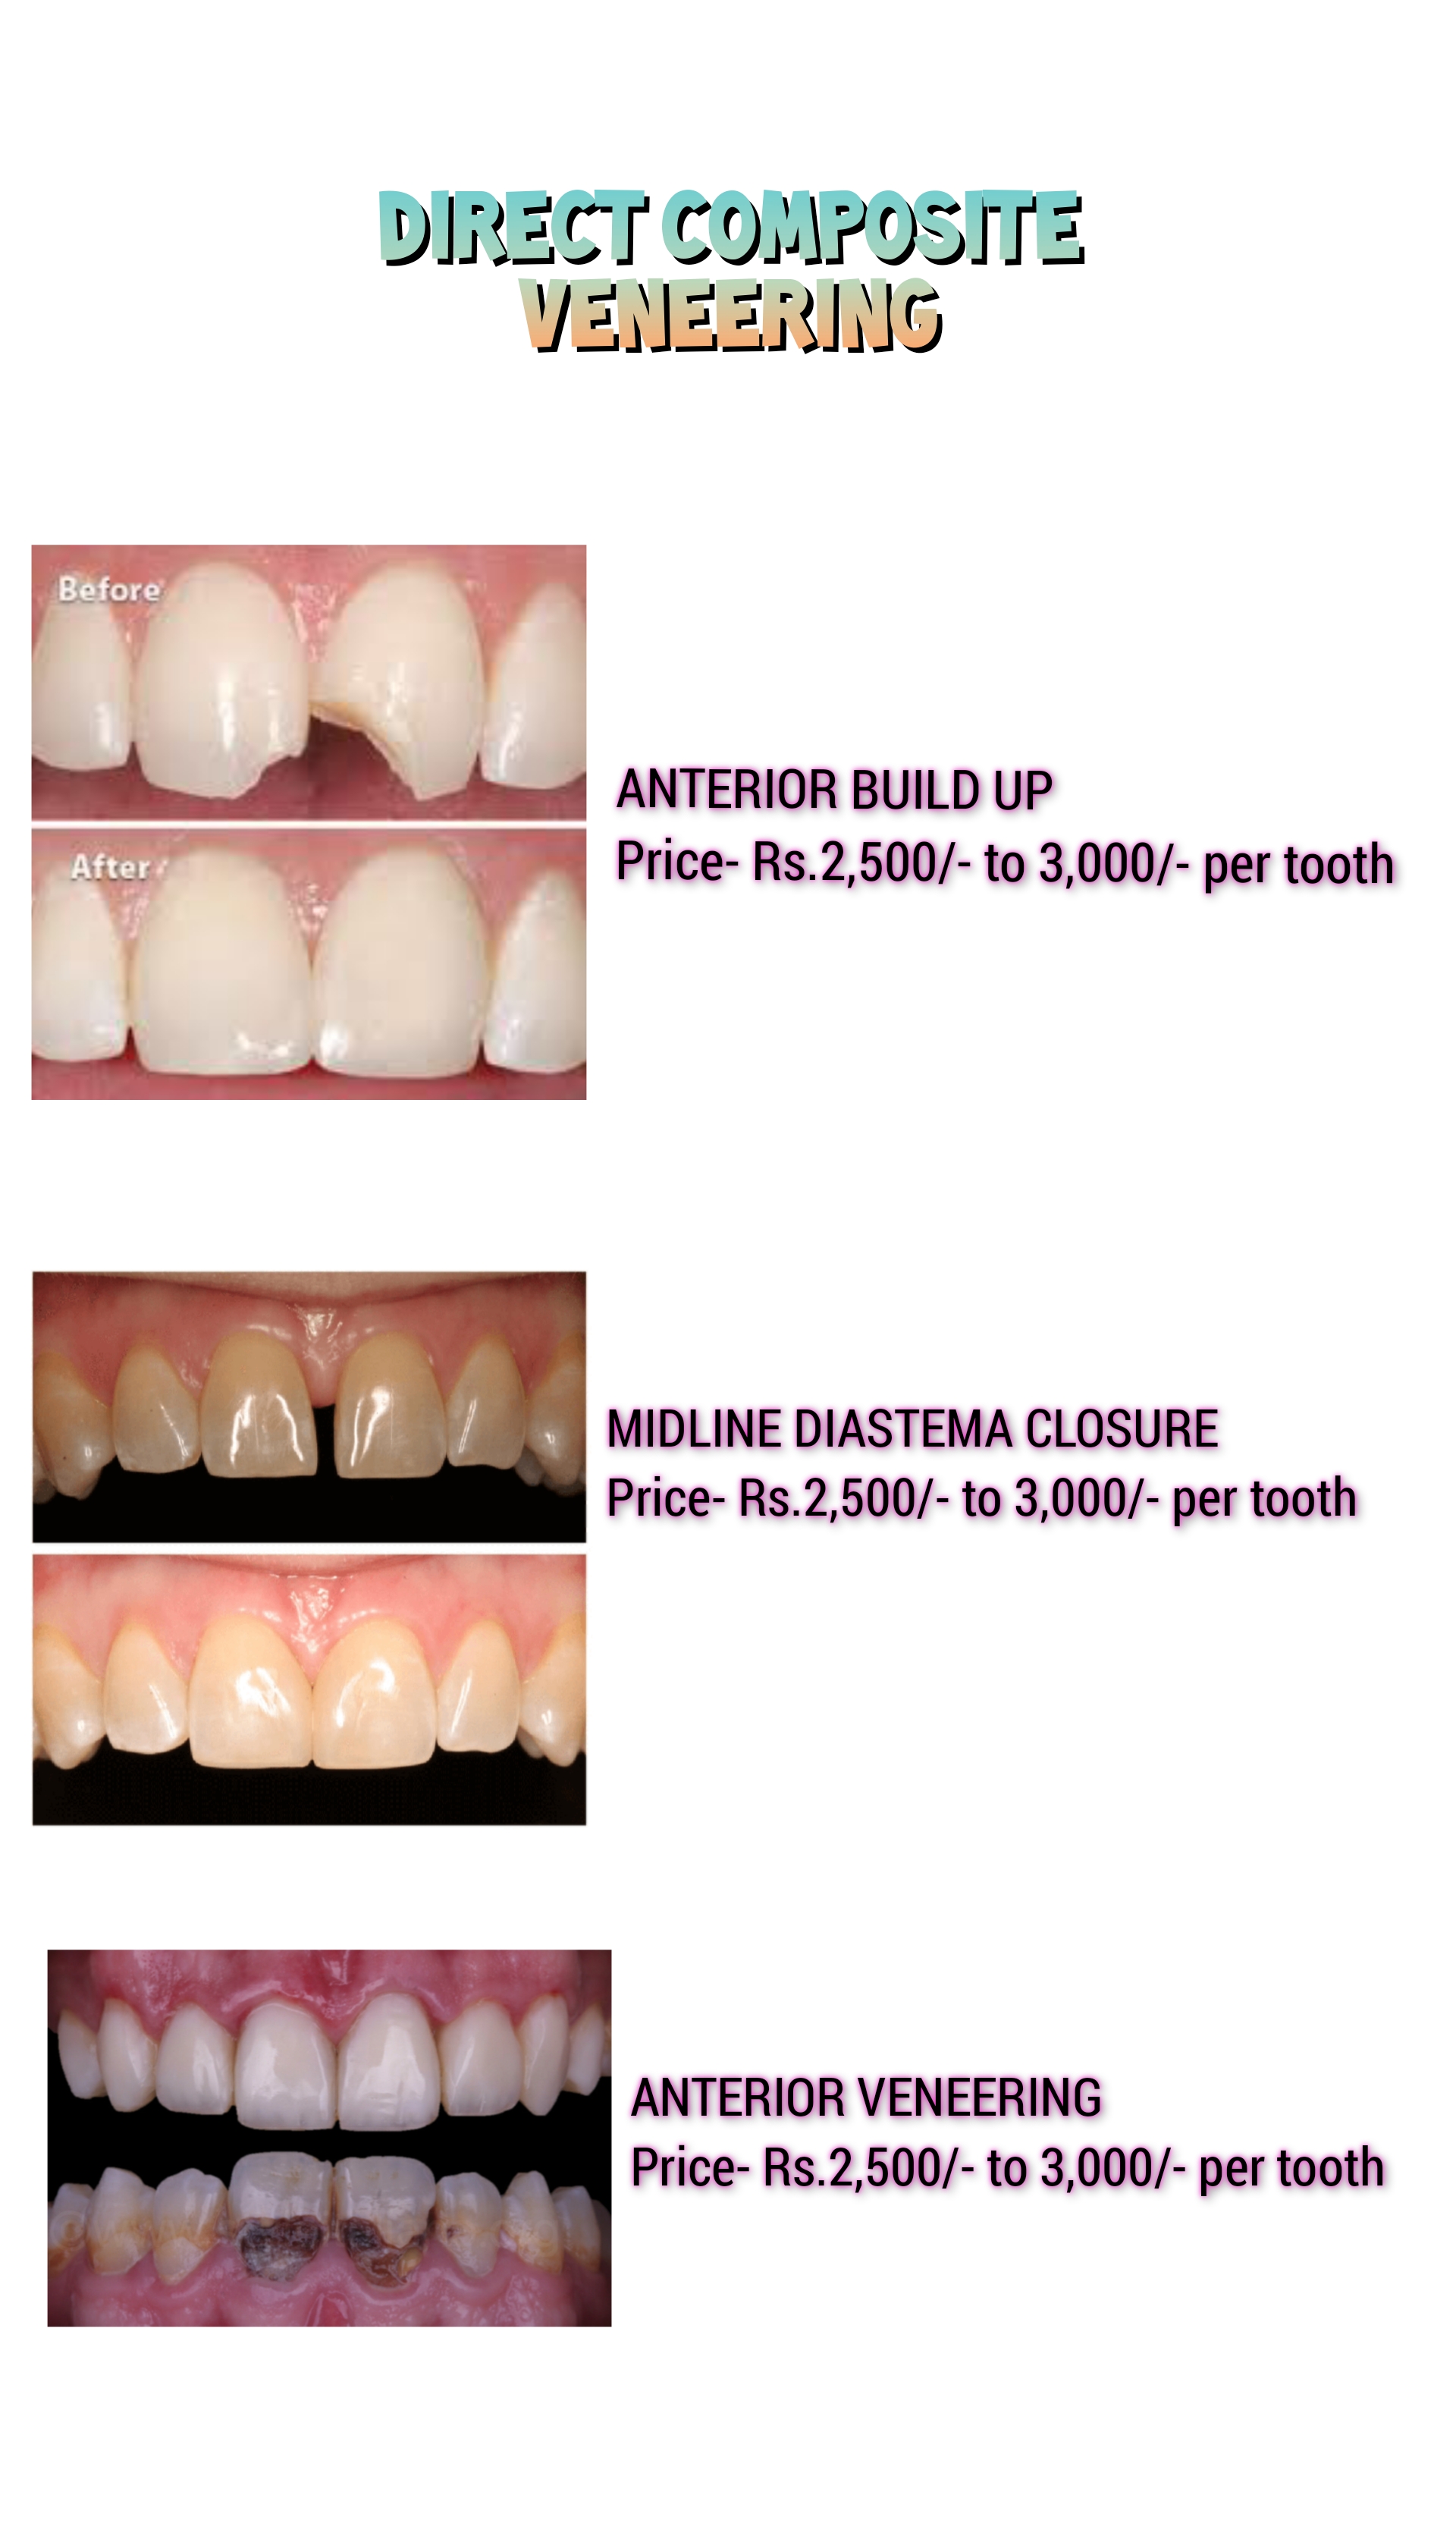 DIRECT COMPOSITE
VENEERING
Before
After
ANTERIOR BUILD UP
Price- Rs.2,500/- to 3,000/- per tooth
MIDLINE DIASTEMA CLOSURE
Price- Rs.2,500/- to 3,000/- per tooth
ANTERIOR VENEERING
Price- Rs.2,500/- to 3,000/- per tooth